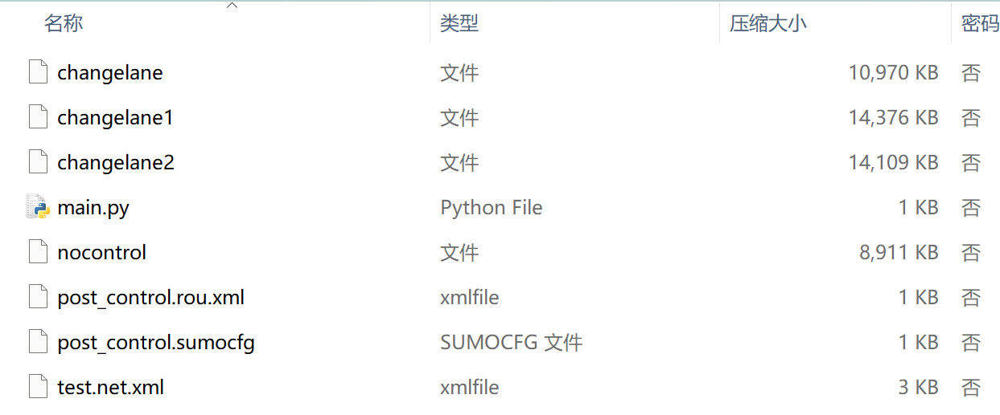 名称 类型 压缩大小 密码
changelane 文件 10,970 KB 否
changelane1 文件 14,376 KB 否
changelane2 文件 14,109 KB 否
main.py Python File 1 KB 否
nocontrol 文件 8,911 KB 否
post_control.rou.xml xmlfile 1 KB 否
post_control.sumocfg SUMOCFG 文件 1 KB 否
test.net.xml xmlfile 3 KB 否